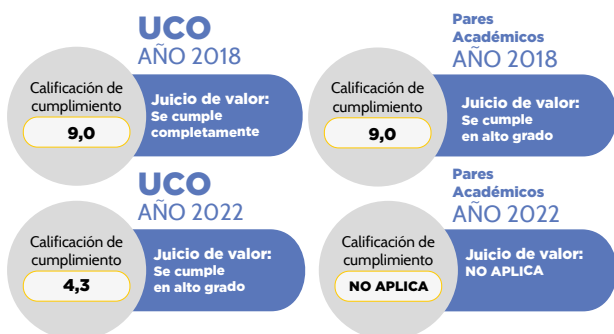 UCO
AÑO 2018
Calificación de
cumplimiento
9,0
Juicio de valor:
Se cumple
completamente
Pares
Académicos
AÑO 2018
Calificación de
cumplimiento
9,0
Juicio de valor:
Se cumple
en alto grado
UCO
AÑO 2022
Calificación de
cumplimiento
4,3
Juicio de valor:
Se cumple
en alto grado
Pares
Académicos
AÑO 2022
Calificación de
cumplimiento
NO APLICA
Juicio de valor:
NO APLICA